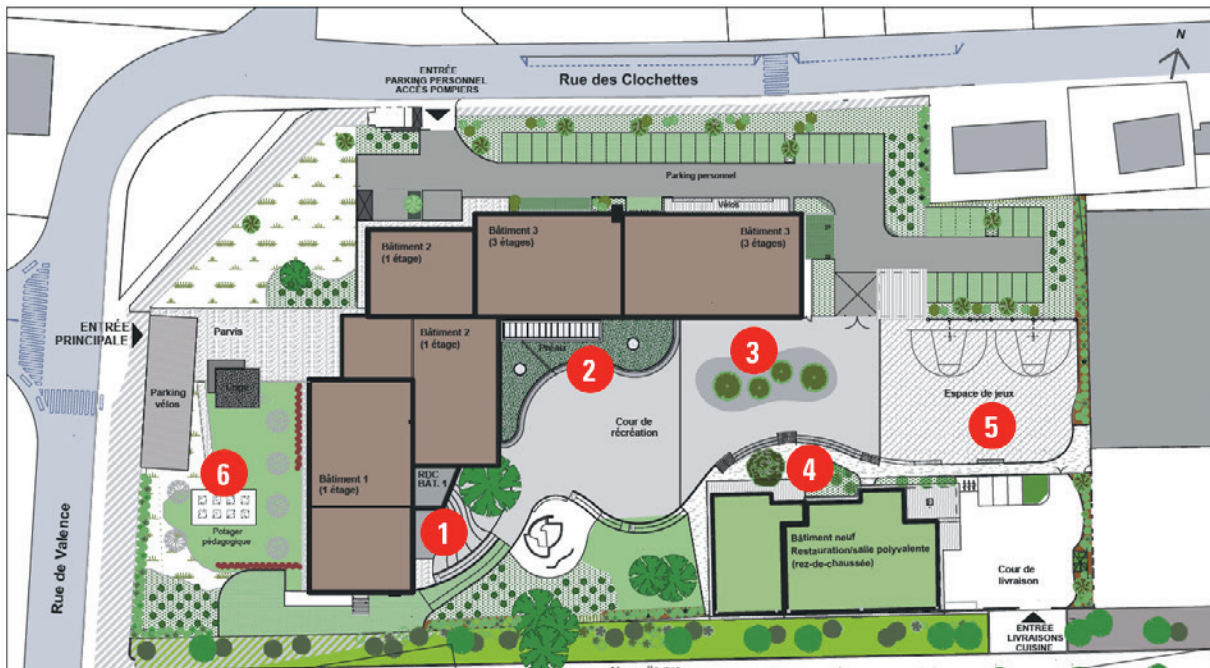 N
ENTRÉE
PARKING PERSONNEL
ACCÈS POMPIERS
Rue des Clochettes
Parking personnel
Vélos
Bâtiment 2
(1 étage)
Bâtiment 3
(3 étages)
Bâtiment 3
(3 étages)
P
ENTRÉE
PRINCIPALE
Parvis
Bâtiment 2
(1 étage)
Préau
2
3
Parking
vélos
Loge
Cour de
récréation
Espace de jeux
5
6
4
Bâtiment 1
(1 étage)
RDC
BAT. 1
1
Potager
pédagogique
Rue de Valence
Bâtiment neuf
Restauration/salle polyvalente
(rez-de-chaussée)
Cour de
livraison
ENTRÉE
LIVRAISONS
CUISINE